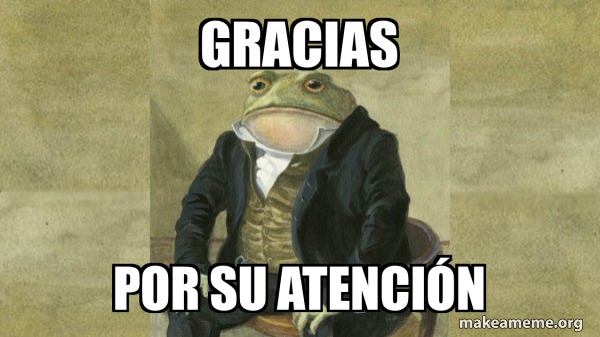 GRACIAS
POR SU ATENCIÓN
makeameme.org